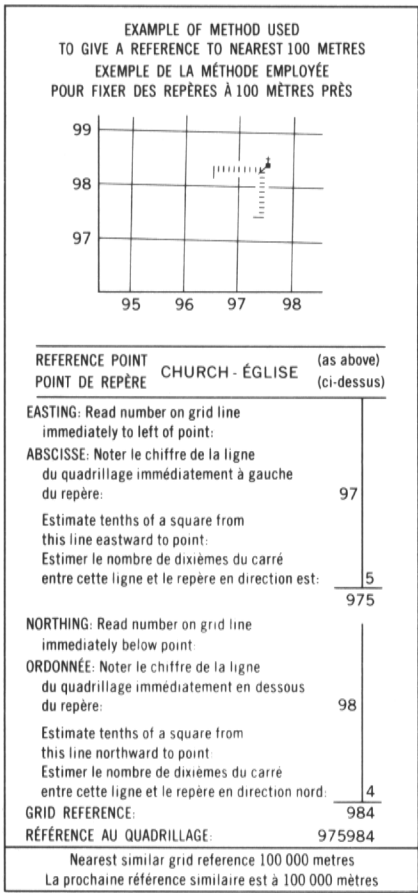 EXAMPLE OF METHOD USED
TO GIVE A REFERENCE TO NEAREST 100 METRES
EXEMPLE DE LA MÉTHODE EMPLOYÉE
POUR FIXER DES REPÈRES À 100 MÈTRES PRÈS
99
98
97
95 96 97 98
REFERENCE POINT
POINT DE REPÈRE
CHURCH - ÉGLISE
(as above)
(ci-dessus)
EASTING: Read number on grid line
immediately to left of point:
ABSCISSE: Noter le chiffre de la ligne
du quadrillage immédiatement à gauche
du repère: 97
Estimate tenths of a square from
this line eastward to point:
Estimer le nombre de dixièmes du carré
entre cette ligne et le repère en direction est: 5
975
NORTHING: Read number on grid line
immediately below point
ORDONNÉE: Noter le chiffre de la ligne
du quadrillage immédiatement en dessous
du repère: 98
Estimate tenths of a square from
this line northward to point
Estimer le nombre de dixièmes du carré
entre cette ligne et le repère en direction nord: 4
GRID REFERENCE: 984
RÉFÉRENCE AU QUADRILLAGE: 975984
Nearest similar grid reference 100 000 metres
La prochaine référence similaire est à 100 000 mètres